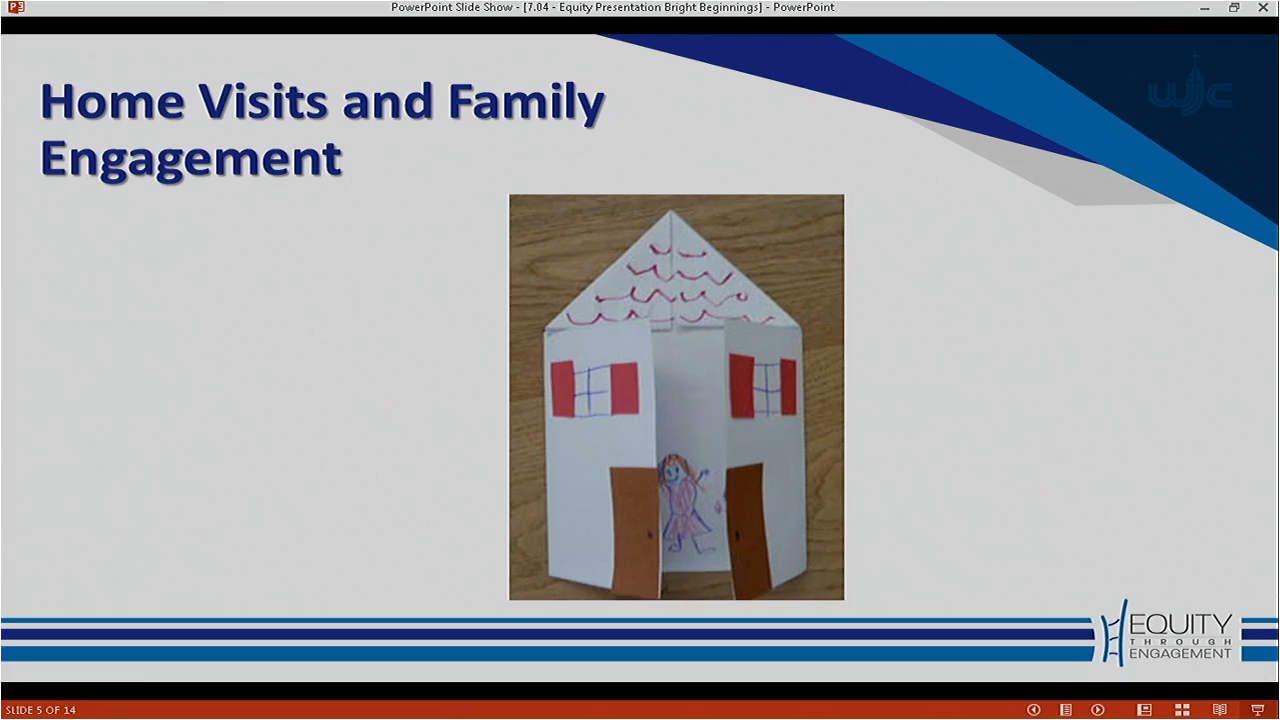 PowerPoint Slide Show - [7.04 - Equity Presentation Bright Beginnings] - PowerPoint
wjc
Home Visits and Family
Engagement
EQUITY
THROUGH
ENGAGEMENT
SLIDE 5 OF 14